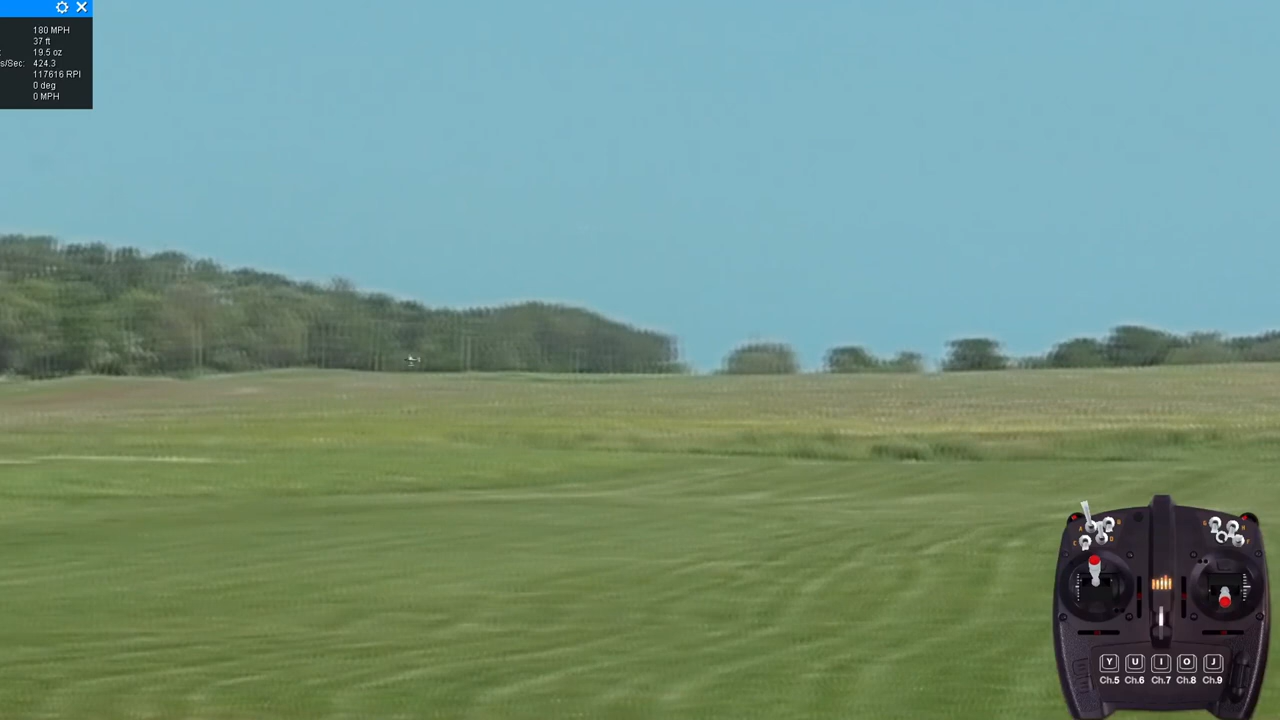 180 MPH
37 ft
19.5 oz
s/Sec: 424.3
117616 RPI
0 deg
0 MPH
Y U I O J
Ch.5 Ch.6 Ch.7 Ch.8 Ch.9